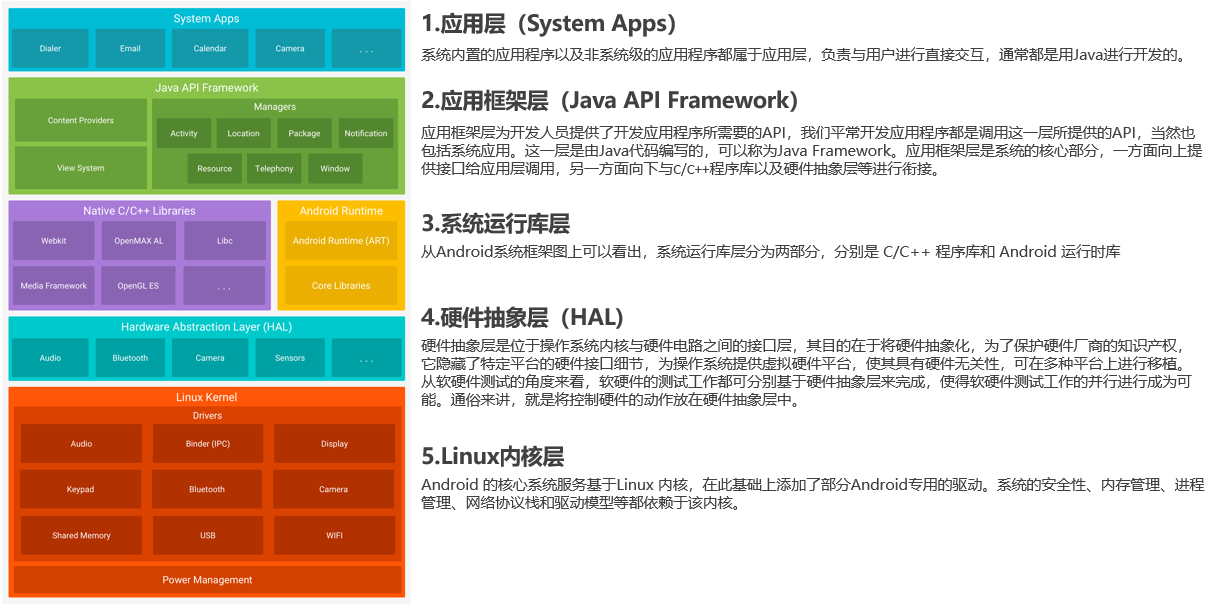 System Apps
Dialer
Email
Calendar
Camera
. . .
Java API Framework
Content Providers
View System
Managers
Activity
Location
Package
Notification
Resource
Telephony
Window
Native C/C++ Libraries
Webkit
OpenMAX AL
Libc
Media Framework
OpenGL ES
. . .
Android Runtime
Android Runtime (ART)
Core Libraries
Hardware Abstraction Layer (HAL)
Audio
Bluetooth
Camera
Sensors
. . .
Linux Kernel
Drivers
Audio
Binder (IPC)
Display
Keypad
Bluetooth
Camera
Shared Memory
USB
WIFI
Power Management
1.应用层（System Apps）
系统内置的应用程序以及非系统级的应用程序都属于应用层，负责与用户进行直接交互，通常都是用Java进行开发的。
2.应用框架层（Java API Framework）
应用框架层为开发人员提供了开发应用程序所需要的API，我们平常开发应用程序都是调用这一层所提供的API，当然也
包括系统应用。这一层是由Java代码编写的，可以称为Java Framework。应用框架层是系统的核心部分，一方面向上提
供接口给应用层调用，另一方面向下与C/C++程序库以及硬件抽象层等进行衔接。
3.系统运行库层
从Android系统框架图上可以看出，系统运行库层分为两部分，分别是 C/C++ 程序库和 Android 运行时库
4.硬件抽象层（HAL）
硬件抽象层是位于操作系统内核与硬件电路之间的接口层，其目的在于将硬件抽象化，为了保护硬件厂商的知识产权，
它隐藏了特定平台的硬件接口细节，为操作系统提供虚拟硬件平台，使其具有硬件无关性，可在多种平台上进行移植。
从软硬件测试的角度来看，软硬件的测试工作都可分别基于硬件抽象层来完成，使得软硬件测试工作的并行进行成为可
能。通俗来讲，就是将控制硬件的动作放在硬件抽象层中。
5.Linux内核层
Android 的核心系统服务基于Linux 内核，在此基础上添加了部分Android专用的驱动。系统的安全性、内存管理、进程
管理、网络协议栈和驱动模型等都依赖于该内核。